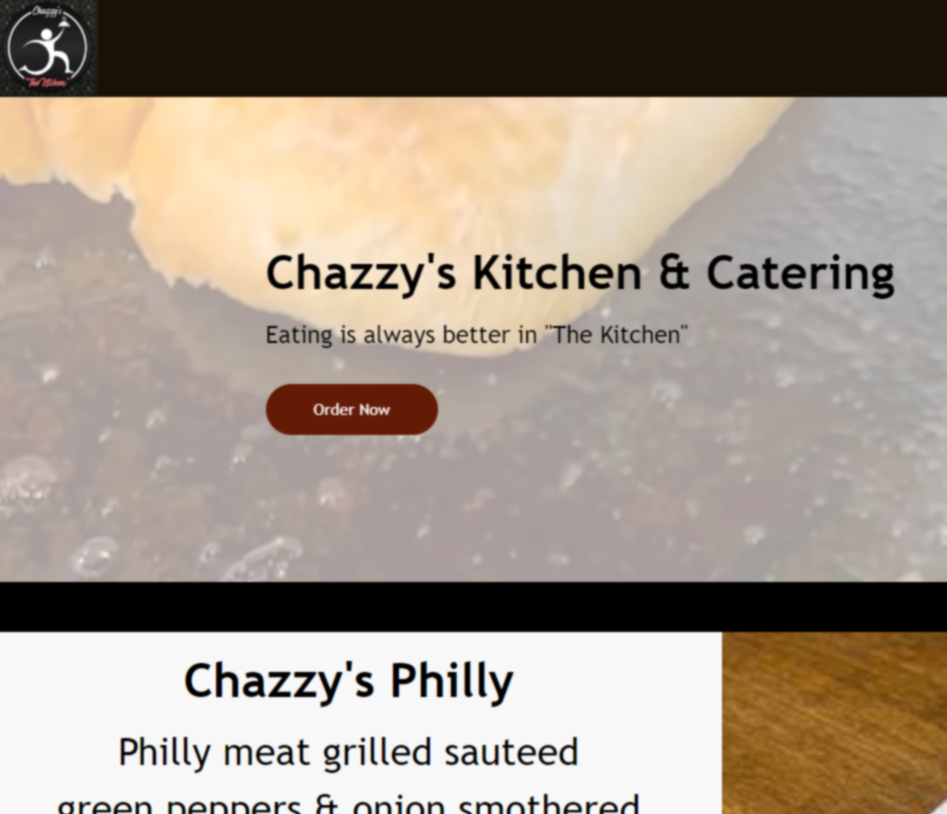 Chazzy's
"The Kitchen"
Chazzy's Kitchen & Catering
Eating is always better in "The Kitchen"
Order Now
Chazzy's Philly
Philly meat grilled sauteed
green peppers & onion smothered